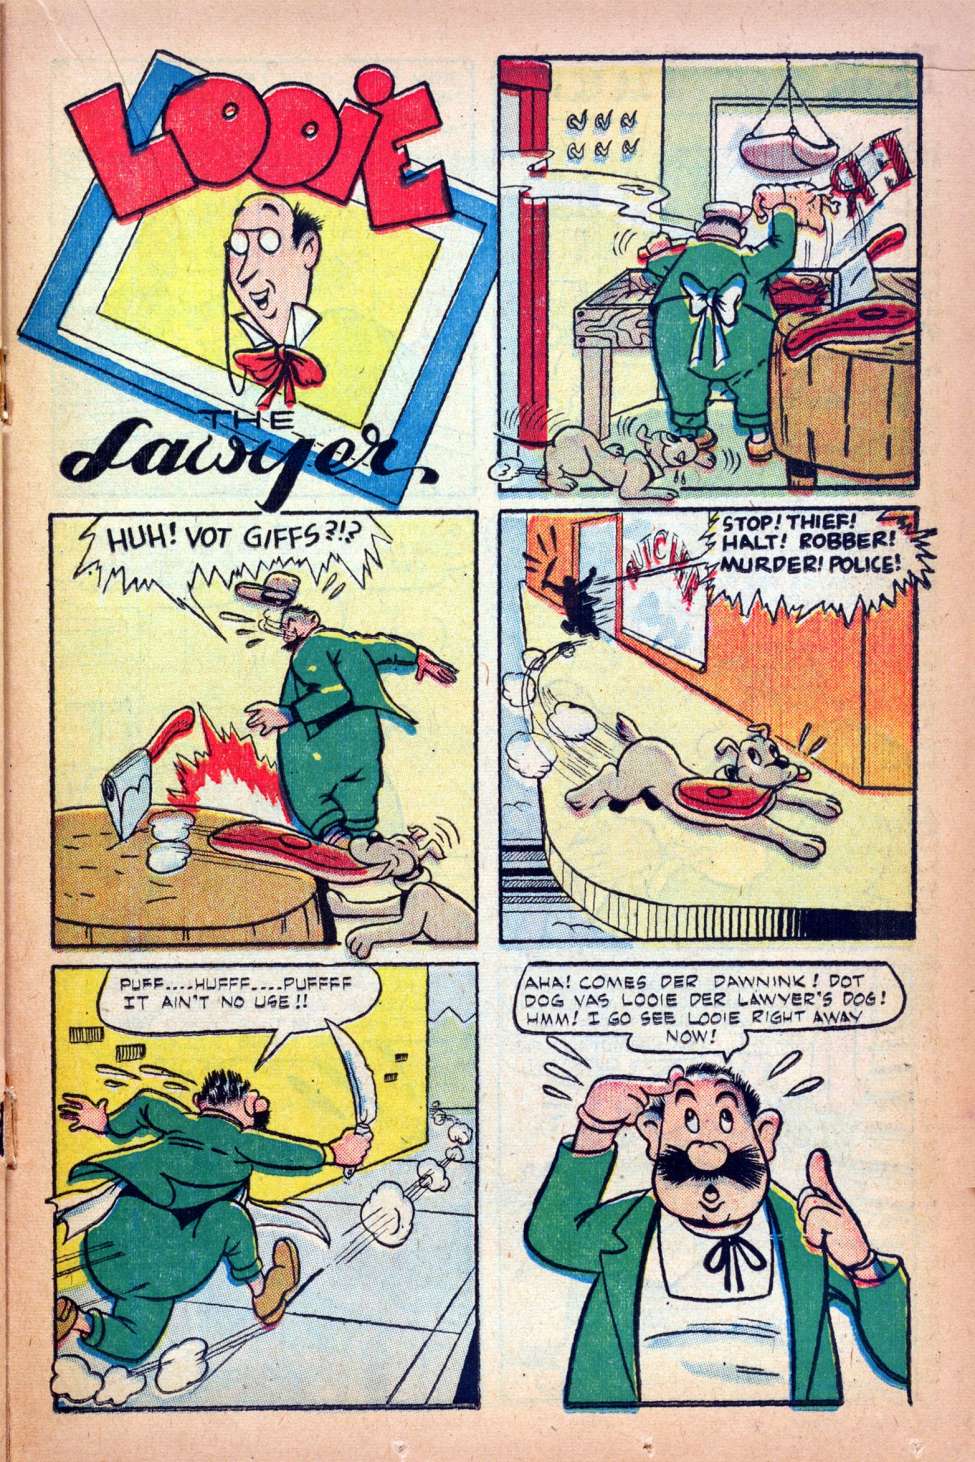 LOOIE
THE
Lawyer
AH
HUH! VOT GIFFS?!?
STOP! THIEF!
HALT! ROBBER!
MURDER! POLICE!
PUFF....HUFFF....PUFFFF
IT AIN'T NO USE!!
AHA! COMES DER DAWNINK! DOT
DOG VAS LOOIE DER LAWYER'S DOG!
HMM! I GO SEE LOOIE RIGHT AWAY
NOW!